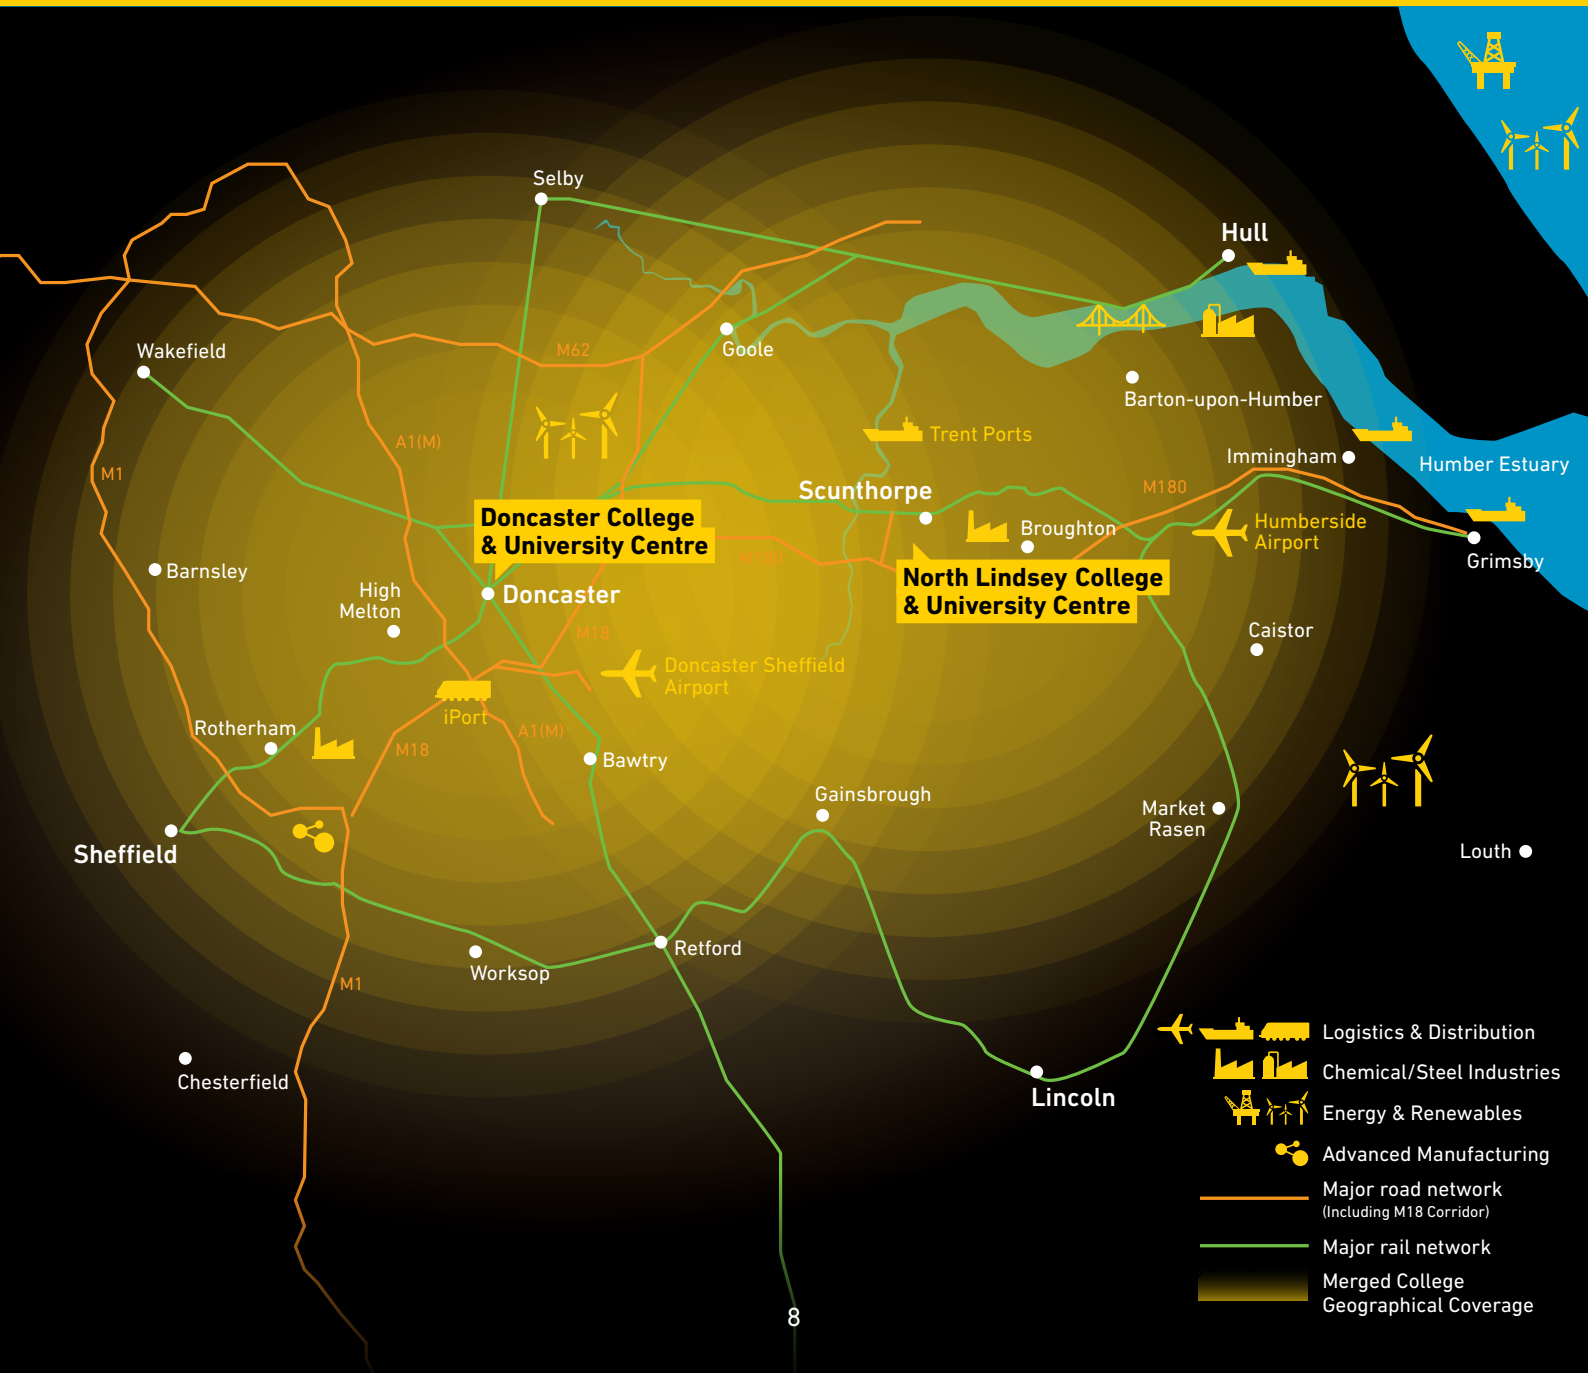 Selby
Hull
M62
Goole
Wakefield
Barton-upon-Humber
A1(M)
Trent Ports
M1
Immingham
Humber Estuary
M180
Scunthorpe
Doncaster College
& University Centre
Broughton
Humberside
Airport
M180
Grimsby
Barnsley
North Lindsey College
& University Centre
High
Melton
Doncaster
M18
Caistor
Doncaster Sheffield
Airport
iPort
Rotherham
M18
A1(M)
Bawtry
Gainsbrough
Market
Rasen
Sheffield
Louth
Retford
Worksop
M1
Chesterfield
Lincoln
Logistics & Distribution
Chemical/Steel Industries
Energy & Renewables
Advanced Manufacturing
Major road network
(Including M18 Corridor)
Major rail network
Merged College
Geographical Coverage
8